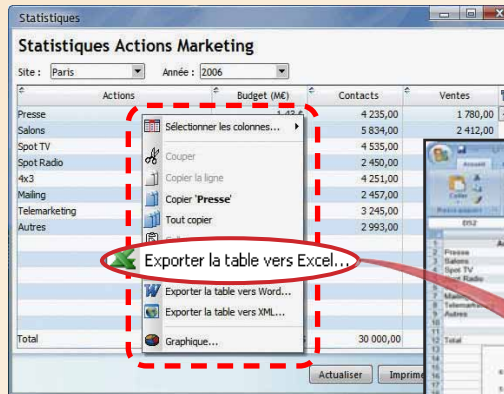 Statistiques
Statistiques Actions Marketing
Site : Paris Année : 2006
Actions Budget (M€) Contacts Ventes
Presse 4 235,00 1 780,00
Salons 5 834,00 2 412,00
Spot TV 4 535,00
Spot Radio 2 450,00
4x3 4 251,00
Mailing 2 457,00
Telemarketing 3 245,00
Autres 2 993,00
Total 30 000,00
Sélectionner les colonnes...
Couper
Copier la ligne
Copier 'Presse'
Tout copier
Exporter la table vers Excel...
Exporter la table vers Word...
Exporter la table vers XML...
Graphique...
Actualiser Imprime
Accueil
Coller
D52
Presse
Salons
Spot TV
Radio
Autres
Total